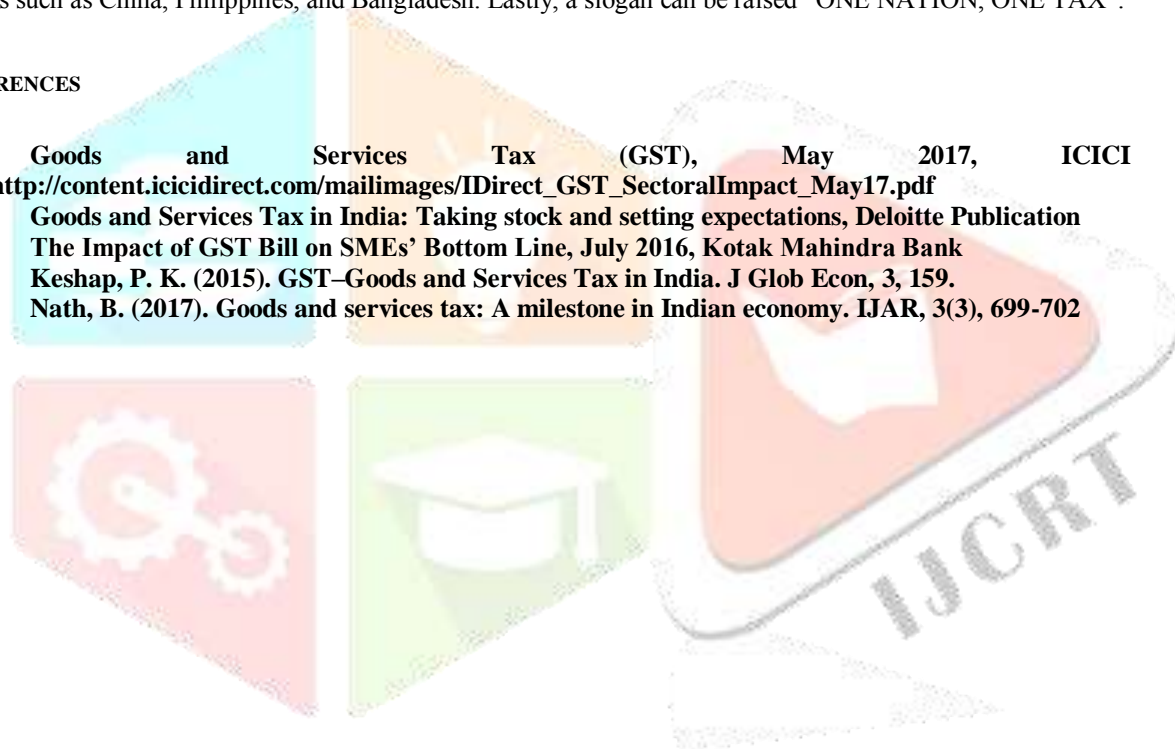 s such as China, Philippines, and Bangladesh. Lastly, a slogan can be raised “ONE NATION, ONE TAX”.
RENCES
Goods and Services Tax (GST), May 2017, ICICI
ttp://content.icicidirect.com/mailimages/IDirect_GST_SectoralImpact_May17.pdf
Goods and Services Tax in India: Taking stock and setting expectations, Deloitte Publication
The Impact of GST Bill on SMEs’ Bottom Line, July 2016, Kotak Mahindra Bank
Keshap, P. K. (2015). GST–Goods and Services Tax in India. J Glob Econ, 3, 159.
Nath, B. (2017). Goods and services tax: A milestone in Indian economy. IJAR, 3(3), 699-702
IJCRT